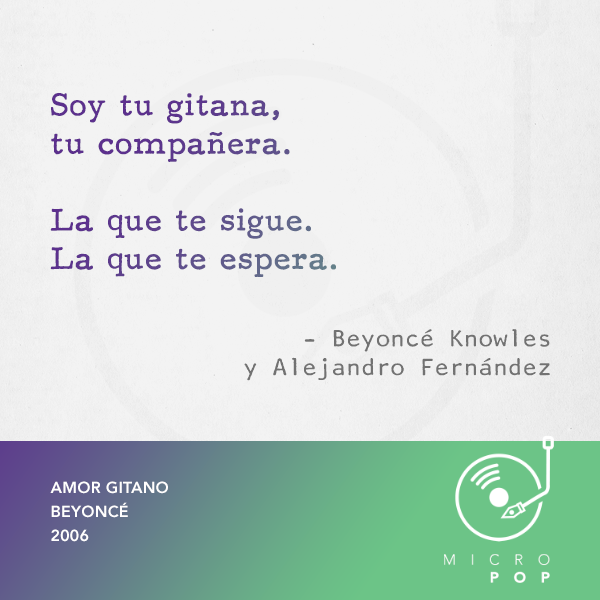 Soy tu gitana,
tu compañera.
La que te sigue.
La que te espera.
– Beyoncé Knowles
y Alejandro Fernández
AMOR GITANO
BEYONCÉ
2006
MICRO
POP